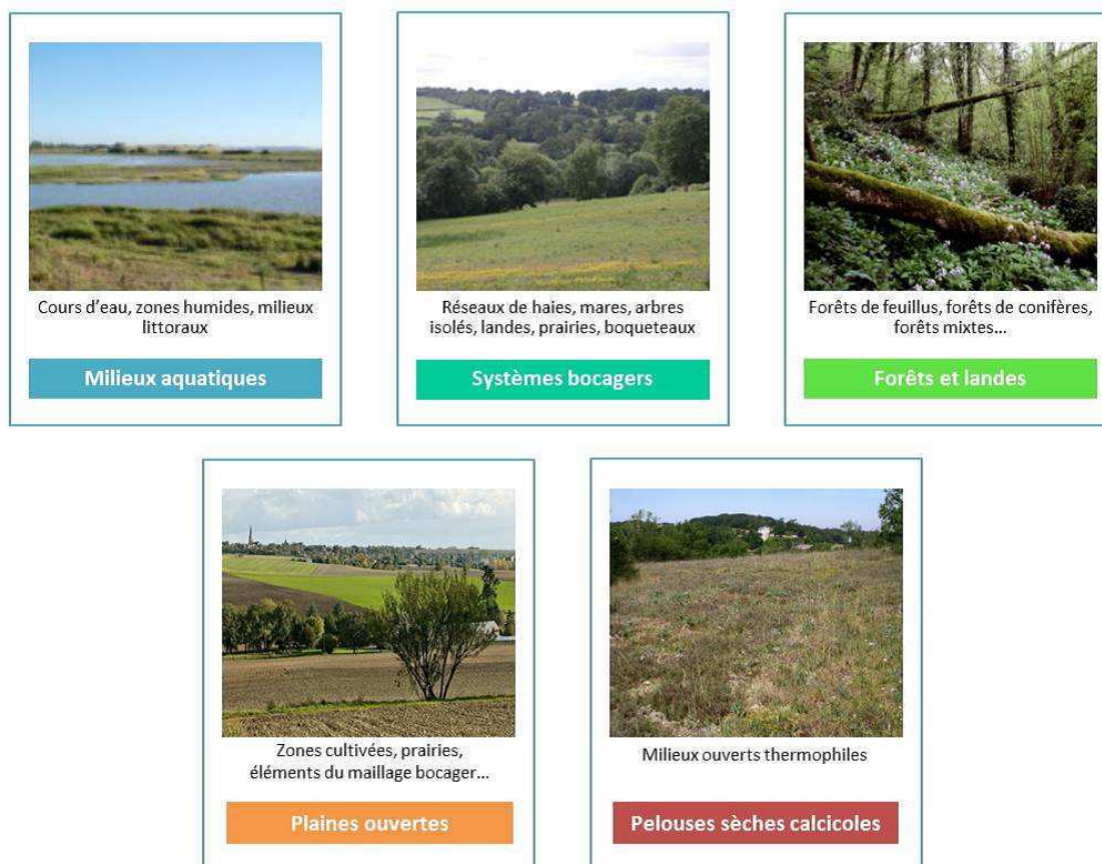 Cours d'eau, zones humides, milieux
littoraux
Milieux aquatiques
Réseaux de haies, mares, arbres
isolés, landes, prairies, boqueteaux
Systèmes bocagers
Forêts de feuillus, forêts de conifères,
forêts mixtes...
Forêts et landes
Zones cultivées, prairies,
éléments du maillage bocager...
Plaines ouvertes
Milieux ouverts thermophiles
Pelouses sèches calcicoles